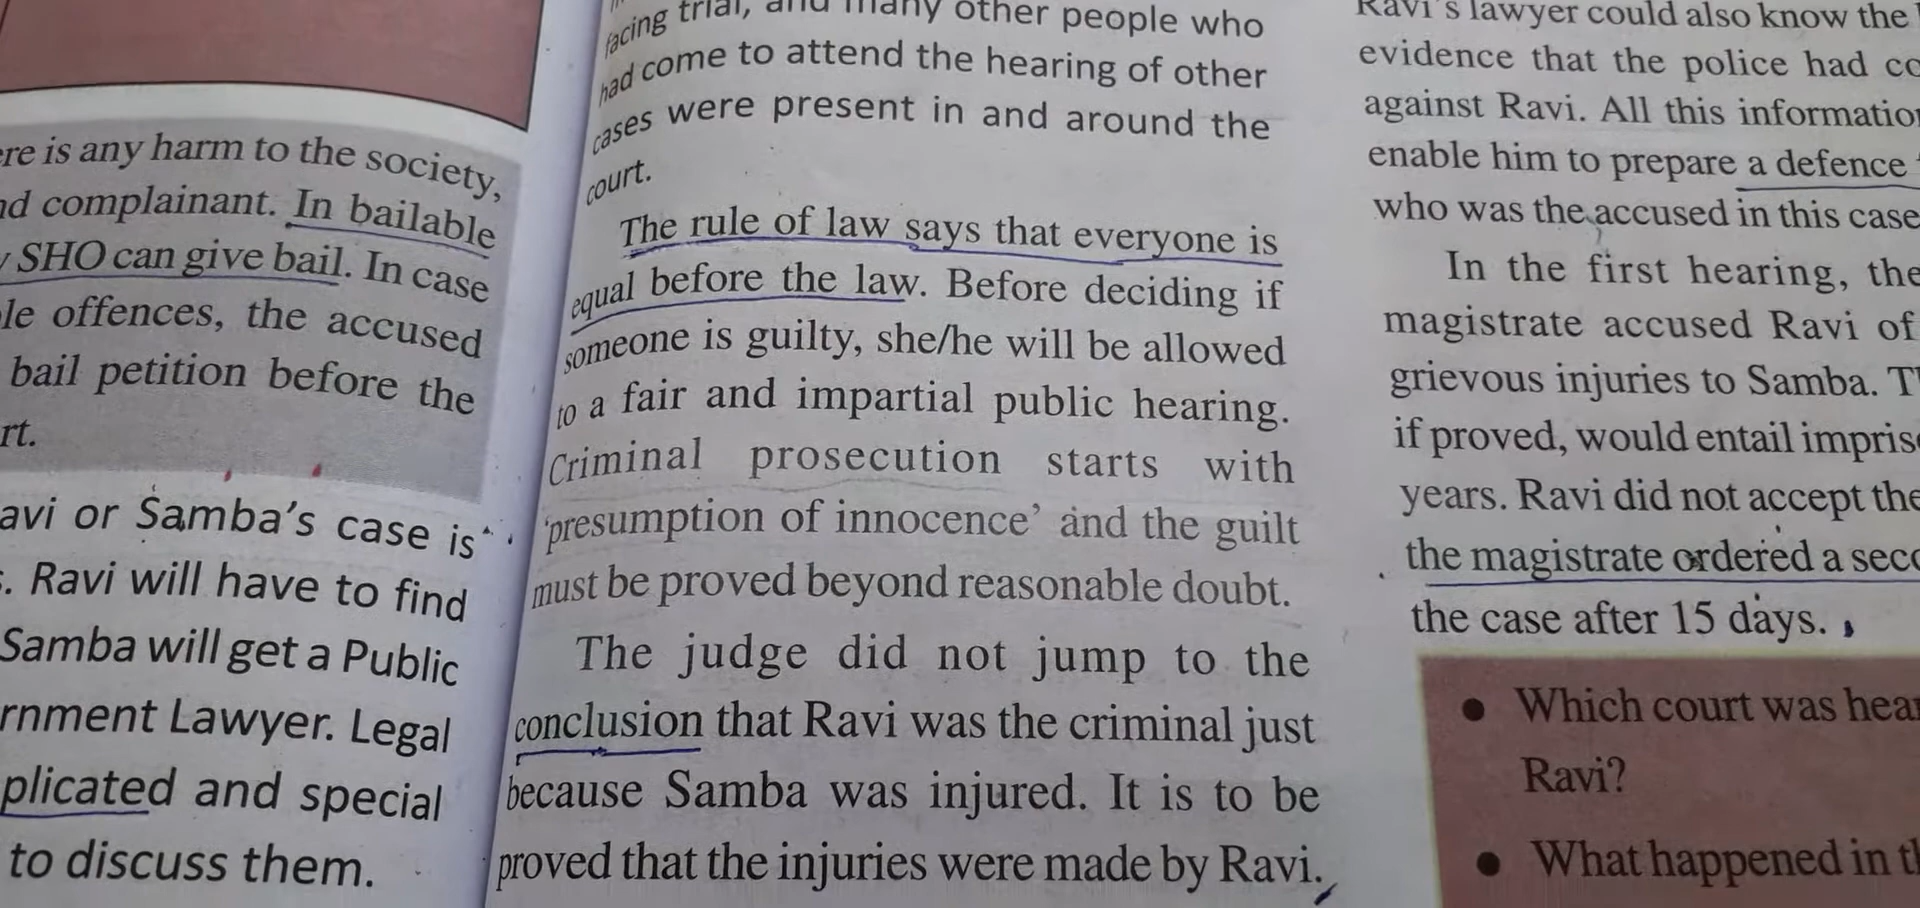 re is any harm to the society,
nd complainant. In bailable
SHO can give bail. In case
le offences, the accused
bail petition before the
rt.
avi or Samba's case is
. Ravi will have to find
Samba will get a Public
rnment Lawyer. Legal
plicated and special
to discuss them.
facing trial, and many other people who
had come to attend the hearing of other
cases were present in and around the
court.
The rule of law says that everyone is
equal before the law. Before deciding if
someone is guilty, she/he will be allowed
to a fair and impartial public hearing.
Criminal prosecution starts with
'presumption of innocence' and the guilt
must be proved beyond reasonable doubt.
The judge did not jump to the
conclusion that Ravi was the criminal just
because Samba was injured. It is to be
proved that the injuries were made by Ravi.
Ravi's lawyer could also know the
evidence that the police had co
against Ravi. All this informatio
enable him to prepare a defence
who was the accused in this case
In the first hearing, the
magistrate accused Ravi of
grievous injuries to Samba. T
if proved, would entail impris
years. Ravi did not accept the
the magistrate ordered a seco
the case after 15 days.
• Which court was hear
Ravi?
• What happened in t